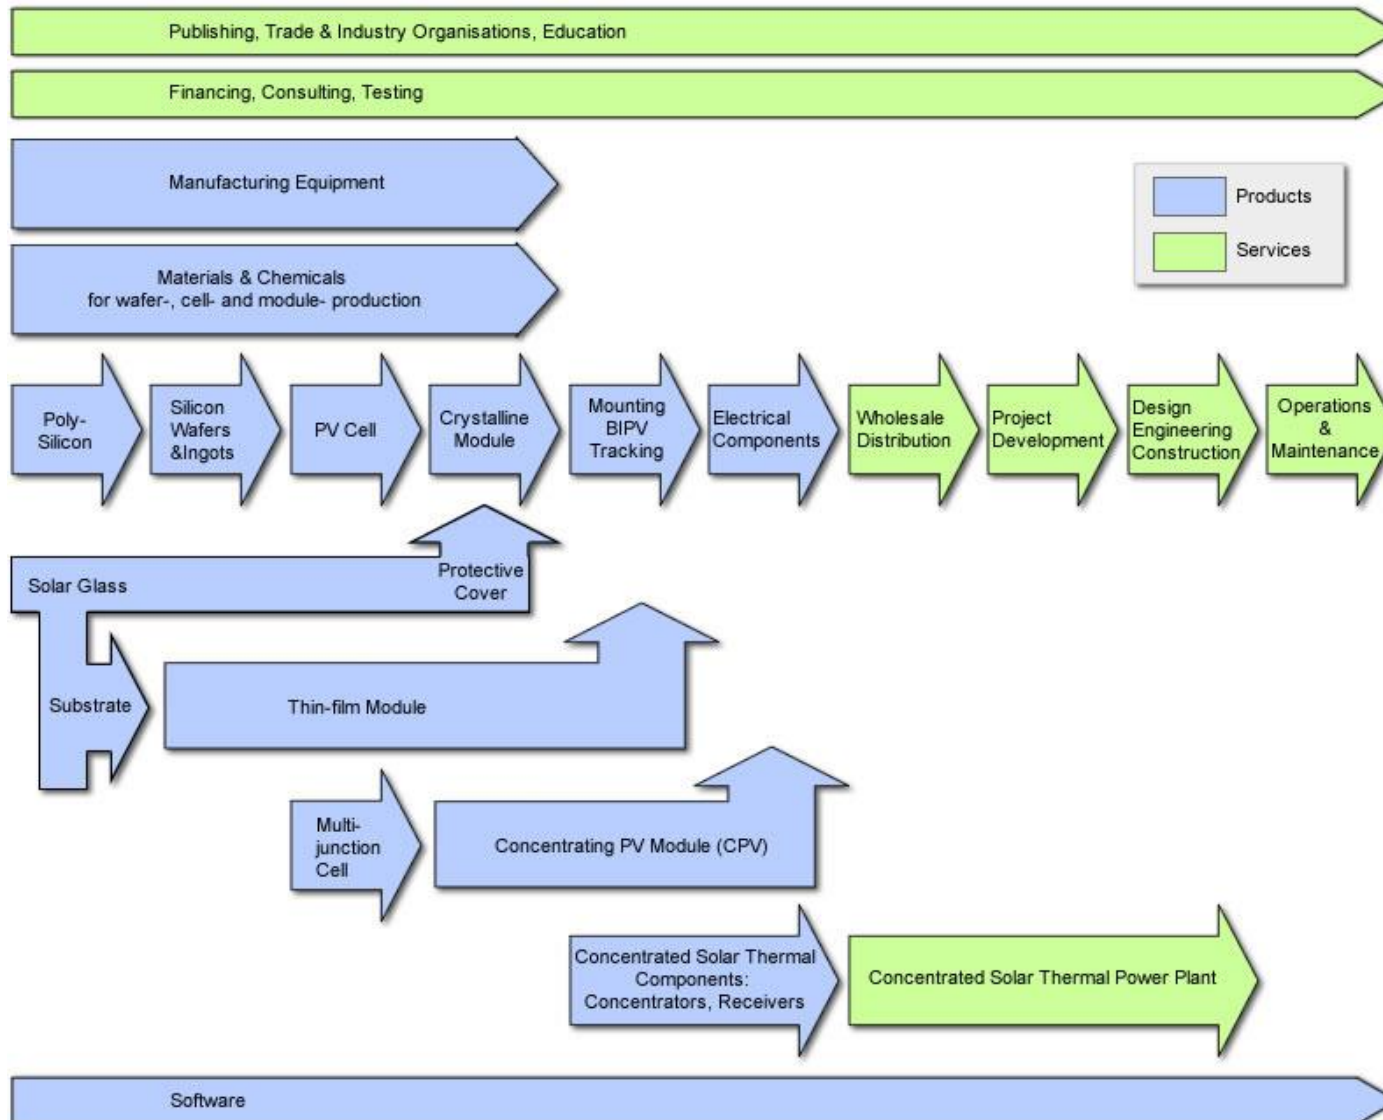 Publishing, Trade & Industry Organisations, Education
Financing, Consulting, Testing
Manufacturing Equipment
Products
Services
Materials & Chemicals
for wafer-, cell- and module- production
Poly-
Silicon
Silicon
Wafers
&Ingots
PV Cell
Crystalline
Module
Mounting
BIPV
Tracking
Electrical
Components
Wholesale
Distribution
Project
Development
Design
Engineering
Construction
Operations
&
Maintenance
Solar Glass
Protective
Cover
Substrate
Thin-film Module
Multi-
junction
Cell
Concentrating PV Module (CPV)
Concentrated Solar Thermal
Components:
Concentrators, Receivers
Concentrated Solar Thermal Power Plant
Software